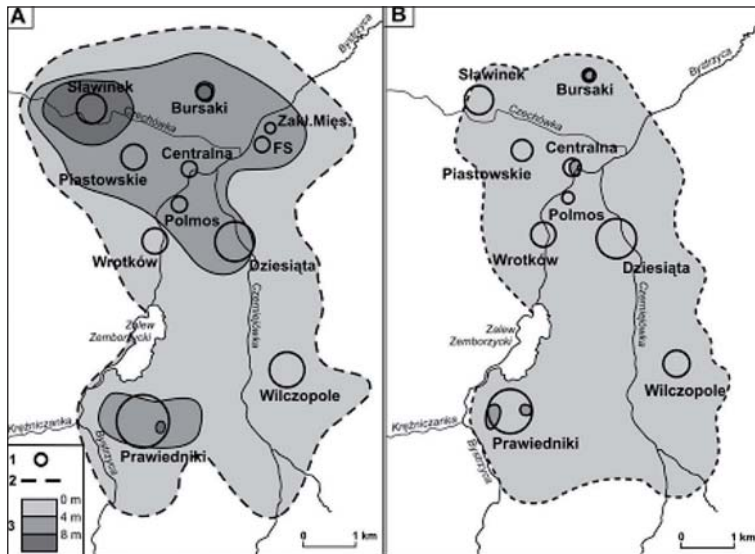 A
Bystrzyca
Sławinek
Bursaki
Czechówka
Zakł.Mięs.
FS
Centralna
Piastowskie
Polmos
Wrotków
Dziesiąta
Zalew
Zemborzycki
Czerniejówka
Wilczopole
Krężniczanka
Prawiedniki
Bystrzyca
1
2
3
0 m
4 m
8 m
0 1 km
B
Bystrzyca
Sławinek
Bursaki
Czechówka
Centralna
Piastowskie
Polmos
Wrotków
Dziesiąta
Zalew
Zemborzycki
Czerniejówka
Wilczopole
Krężniczanka
Prawiedniki
Bystrzyca
0 1 km